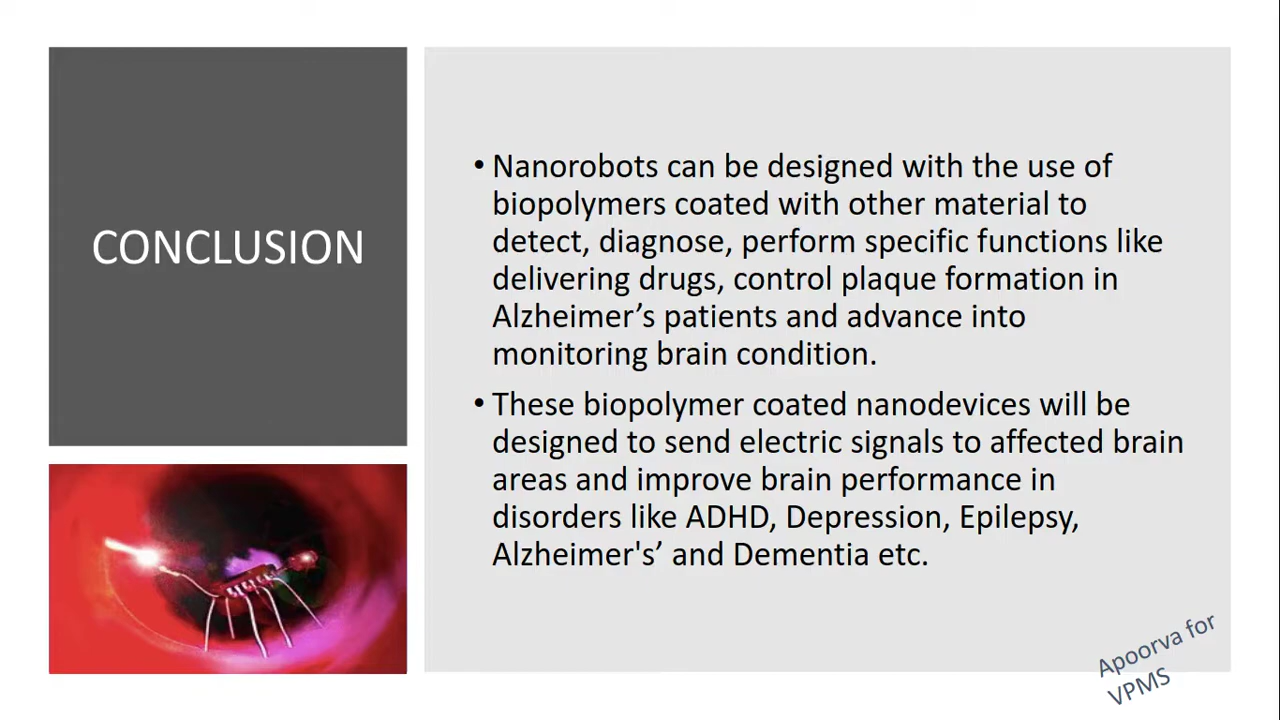 CONCLUSION
• Nanorobots can be designed with the use of
biopolymers coated with other material to
detect, diagnose, perform specific functions like
delivering drugs, control plaque formation in
Alzheimer’s patients and advance into
monitoring brain condition.
• These biopolymer coated nanodevices will be
designed to send electric signals to affected brain
areas and improve brain performance in
disorders like ADHD, Depression, Epilepsy,
Alzheimer's’ and Dementia etc.
Apoorva for
VPMS